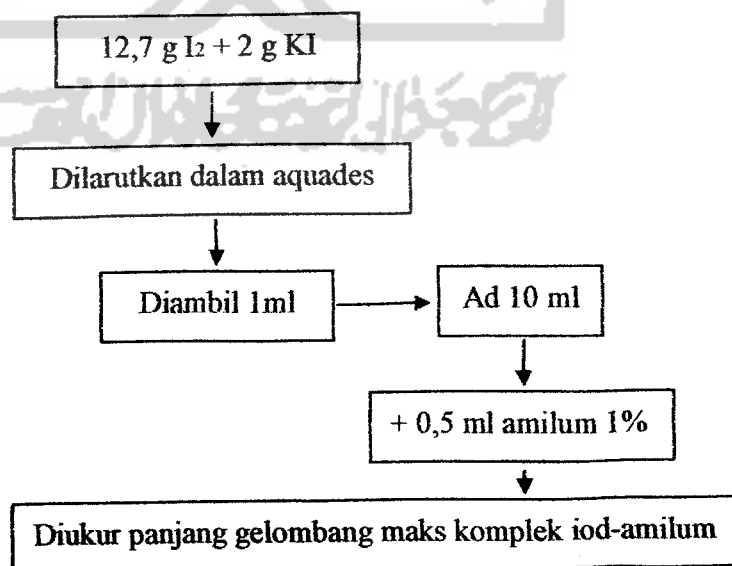 12,7 g I2 + 2 g KI
Dilarutkan dalam aquades
Diambil 1ml
Ad 10 ml
+ 0,5 ml amilum 1%
Diukur panjang gelombang maks komplek iod-amilum